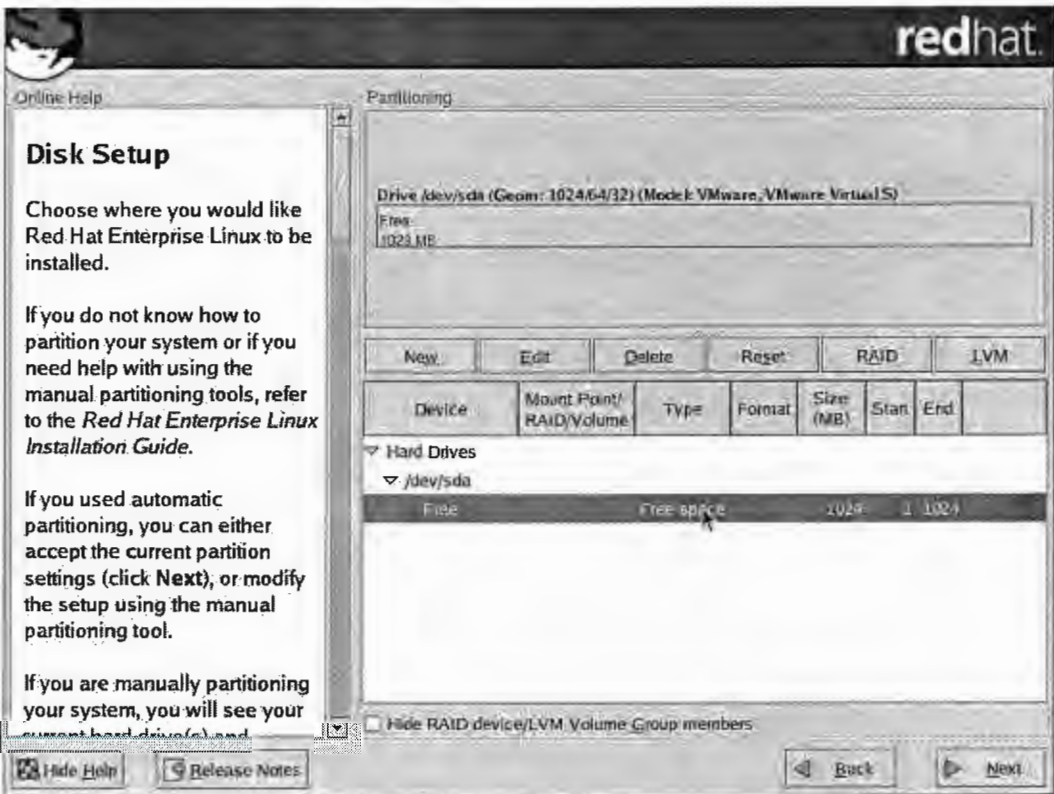 redhat.
Online Help
Disk Setup
Choose where you would like
Red Hat Enterprise Linux to be
installed.
If you do not know how to
partition your system or if you
need help with using the
manual partitioning tools, refer
to the Red Hat Enterprise Linux
Installation Guide.
If you used automatic
partitioning, you can either
accept the current partition
settings (click Next), or modify
the setup using the manual
partitioning tool.
If you are manually partitioning
your system, you will see your
current hard drive(s) and
Hide Help
Release Notes
Partitioning
Drive /dev/sda (Geom: 1024/64/32) (Model: VMware, VMware Virtual S)
Free
1023 MB
New Edit Delete Reset RAID LVM
Device Mount Point/ RAID/Volume Type Format Size (MB) Start End
Hard Drives
/dev/sda
Free Free space 1024 1 1024
Hide RAID device/LVM Volume Group members
Back Next